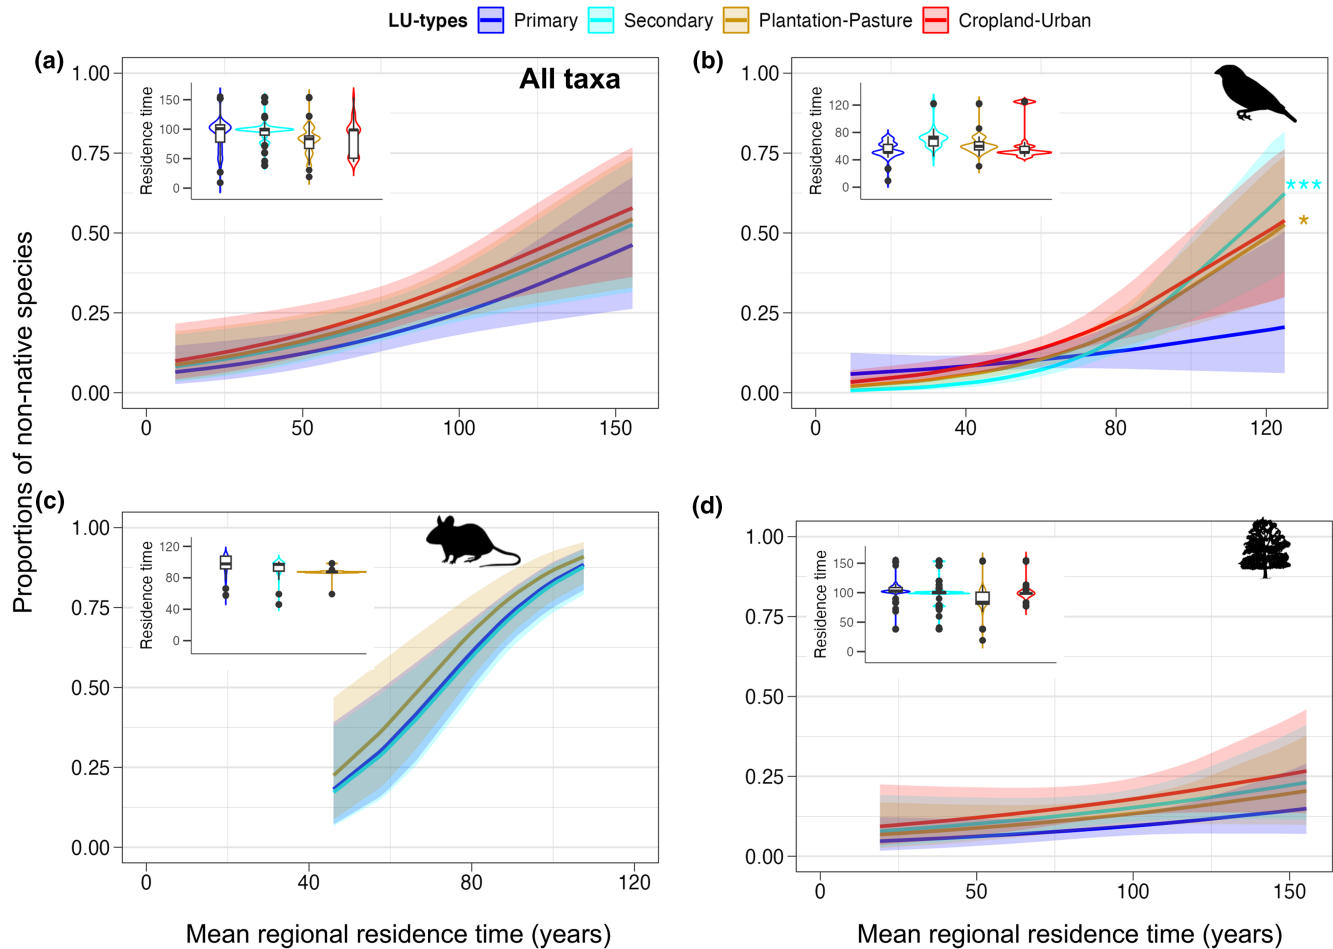 LU-types Primary Secondary Plantation-Pasture Cropland-Urban
(a)
All taxa
1.00
0.75
0.50
0.25
0.00
0 50 100 150
Residence time
150
100
50
0
(b)
1.00
0.75
0.50
0.25
0.00
0 40 80 120
Residence time
120
80
40
0
***
*
Proportions of non-native species
(c)
1.00
0.75
0.50
0.25
0.00
0 40 80 120
Residence time
120
80
40
0
Mean regional residence time (years)
(d)
1.00
0.75
0.50
0.25
0.00
0 50 100 150
Residence time
150
100
50
0
Mean regional residence time (years)